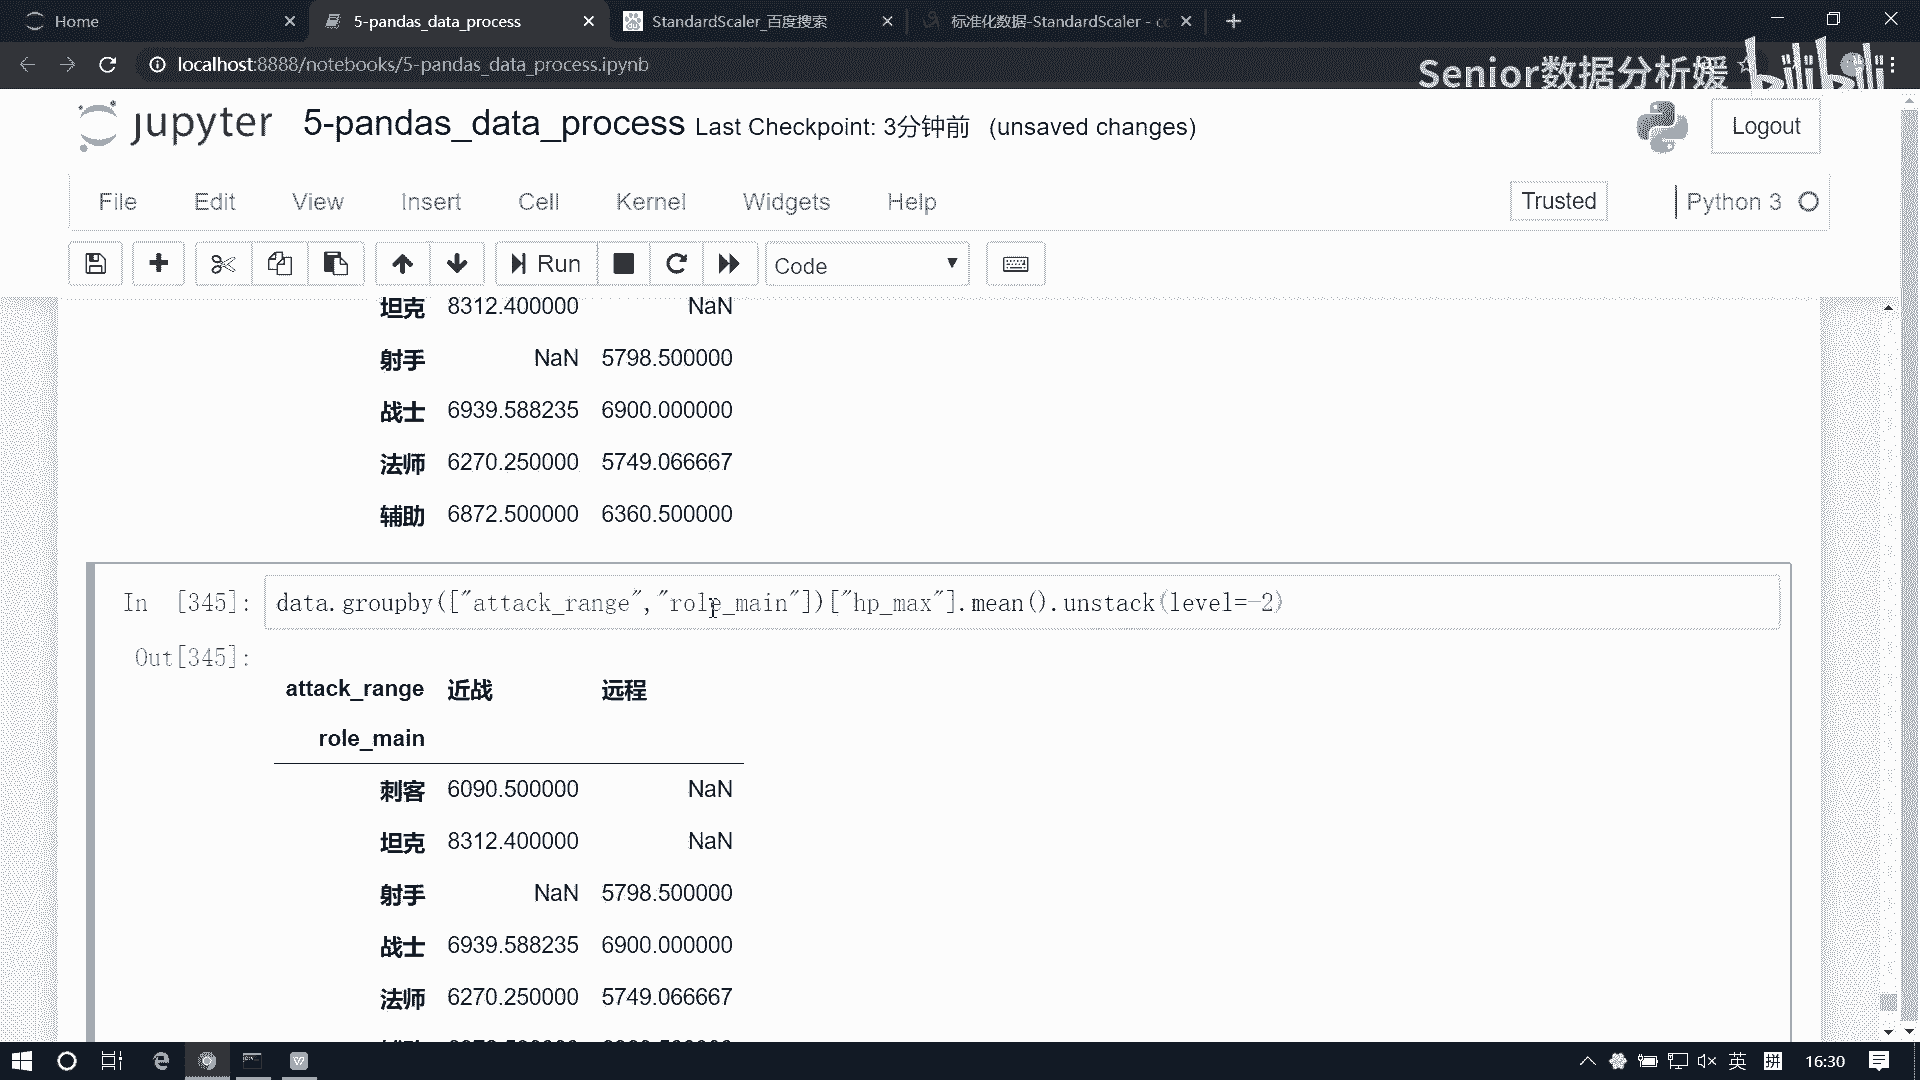 Home
5-pandas_data_process
StandardScaler_百度搜索
标准化数据-StandardScaler - c
localhost:8888/notebooks/5-pandas_data_process.ipynb
Senior数据分析媛
bilibili
jupyter 5-pandas_data_process Last Checkpoint: 3分钟前 (unsaved changes)
Logout
File Edit View Insert Cell Kernel Widgets Help
Trusted
Python 3
Run
Code
坦克 8312.400000 NaN
射手 NaN 5798.500000
战士 6939.588235 6900.000000
法师 6270.250000 5749.066667
辅助 6872.500000 6360.500000
In [345]: data.groupby(["attack_range","role_main"])["hp_max"].mean().unstack(level=-2)
Out[345]:
attack_range 近战 远程
role_main
刺客 6090.500000 NaN
坦克 8312.400000 NaN
射手 NaN 5798.500000
战士 6939.588235 6900.000000
法师 6270.250000 5749.066667
英
拼
16:30